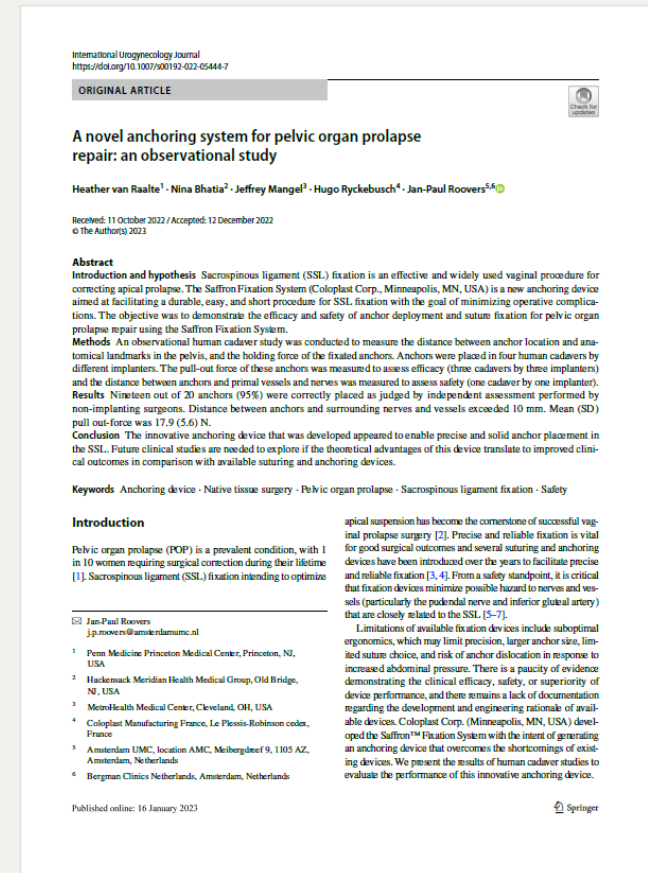 International Urogynecology Journal
https://doi.org/10.1007/s00192-022-05444-7
ORIGINAL ARTICLE
Check for
updates
A novel anchoring system for pelvic organ prolapse
repair: an observational study
Heather van Raalte1 · Nina Bhatia2 · Jeffrey Mangel3 · Hugo Ryckebusch4 · Jan-Paul Roovers5,6
Received: 11 October 2022 / Accepted: 12 December 2022
© The Author(s) 2023
Abstract
Introduction and hypothesis Sacrospinous ligament (SSL) fixation is an effective and widely used vaginal procedure for
correcting apical prolapse. The Saffron Fixation System (Coloplast Corp., Minneapolis, MN, USA) is a new anchoring device
aimed at facilitating a durable, easy, and short procedure for SSL fixation with the goal of minimizing operative complica-
tions. The objective was to demonstrate the efficacy and safety of anchor deployment and suture fixation for pelvic organ
prolapse repair using the Saffron Fixation System.
Methods An observational human cadaver study was conducted to measure the distance between anchor location and ana-
tomical landmarks in the pelvis, and the holding force of the fixated anchors. Anchors were placed in four human cadavers by
different implanters. The pull-out force of these anchors was measured to assess efficacy (three cadavers by three implanters)
and the distance between anchors and primal vessels and nerves was measured to assess safety (one cadaver by one implanter).
Results Nineteen out of 20 anchors (95%) were correctly placed as judged by independent assessment performed by
non-implanting surgeons. Distance between anchors and surrounding nerves and vessels exceeded 10 mm. Mean (SD)
pull out-force was 17.9 (5.6) N.
Conclusion The innovative anchoring device that was developed appeared to enable precise and solid anchor placement in
the SSL. Future clinical studies are needed to explore if the theoretical advantages of this device translate to improved clini-
cal outcomes in comparison with available suturing and anchoring devices.
Keywords Anchoring device · Native tissue surgery · Pelvic organ prolapse · Sacrospinous ligament fixation · Safety
Introduction
Pelvic organ prolapse (POP) is a prevalent condition, with 1
in 10 women requiring surgical correction during their lifetime
[1]. Sacrospinous ligament (SSL) fixation intending to optimize
Jan-Paul Roovers
j.p.roovers@amsterdamumc.nl
1 Penn Medicine Princeton Medical Center, Princeton, NJ,
USA
2 Hackensack Meridian Health Medical Group, Old Bridge,
NJ, USA
3 MetroHealth Medical Center, Cleveland, OH, USA
4 Coloplast Manufacturing France, Le Plessis-Robinson cedex,
France
5 Amsterdam UMC, location AMC, Meibergdreef 9, 1105 AZ,
Amsterdam, Netherlands
6 Bergman Clinics Netherlands, Amsterdam, Netherlands
apical suspension has become the cornerstone of successful vag-
inal prolapse surgery [2]. Precise and reliable fixation is vital
for good surgical outcomes and several suturing and anchoring
devices have been introduced over the years to facilitate precise
and reliable fixation [3, 4]. From a safety standpoint, it is critical
that fixation devices minimize possible hazard to nerves and ves-
sels (particularly the pudendal nerve and inferior gluteal artery)
that are closely related to the SSL [5–7].
Limitations of available fixation devices include suboptimal
ergonomics, which may limit precision, larger anchor size, lim-
ited suture choice, and risk of anchor dislocation in response to
increased abdominal pressure. There is a paucity of evidence
demonstrating the clinical efficacy, safety, or superiority of
device performance, and there remains a lack of documentation
regarding the development and engineering rationale of avail-
able devices. Coloplast Corp. (Minneapolis, MN, USA) devel-
oped the Saffron™ Fixation System with the intent of generating
an anchoring device that overcomes the shortcomings of exist-
ing devices. We present the results of human cadaver studies to
evaluate the performance of this innovative anchoring device.
Published online: 16 January 2023
Springer